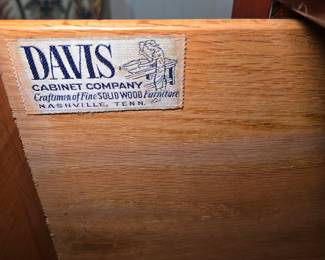 DAVIS
CABINET COMPANY
Craftsmen of Fine SOLID WOOD Furniture
NASHVILLE, TENN.